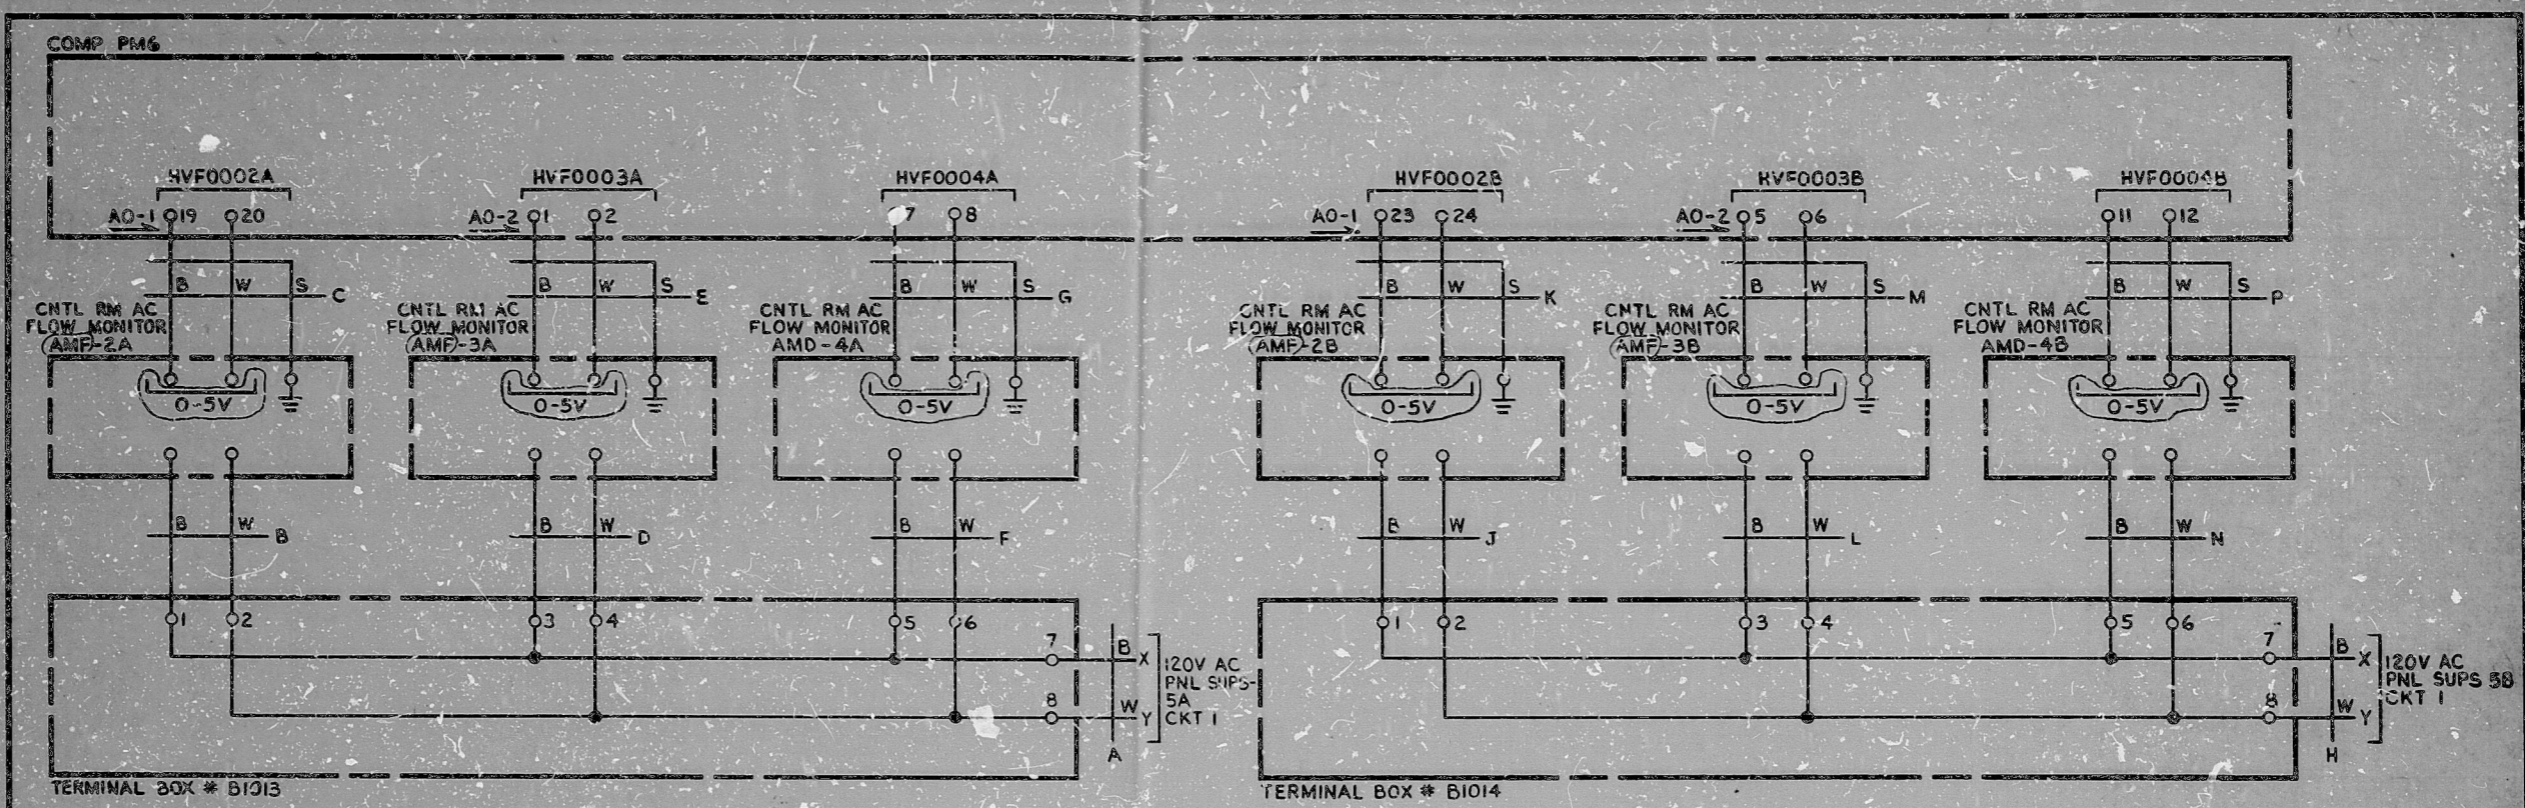 COMP PM6
HVF0002A
HVF0003A
HVF0004A
HVF0002B
HVF0003B
HVF0004B
AO-1 19 20
AO-2 1 2
7 8
AO-1 23 24
AO-2 5 6
11 12
B W S C
B W S E
B W S G
B W S K
B W S M
B W S P
CNTL RM AC
FLOW MONITOR
AMF-2A
CNTL RM AC
FLOW MONITOR
AMF-3A
CNTL RM AC
FLOW MONITOR
AMD-4A
CNTL RM AC
FLOW MONITOR
AMF-2B
CNTL RM AC
FLOW MONITOR
AMF-3B
CNTL RM AC
FLOW MONITOR
AMD-4B
0-5V
0-5V
0-5V
0-5V
0-5V
0-5V
B W B
B W D
B W F
B W J
B W L
B W N
1 2 3 4 5 6
7 B X
8 W Y
A
120V AC
PNL SUPS-
5A
CKT 1
1 2 3 4 5 6
7 B X
8 W Y
H
120V AC
PNL SUPS 5B
CKT 1
TERMINAL BOX # B1013
TERMINAL BOX # B1014